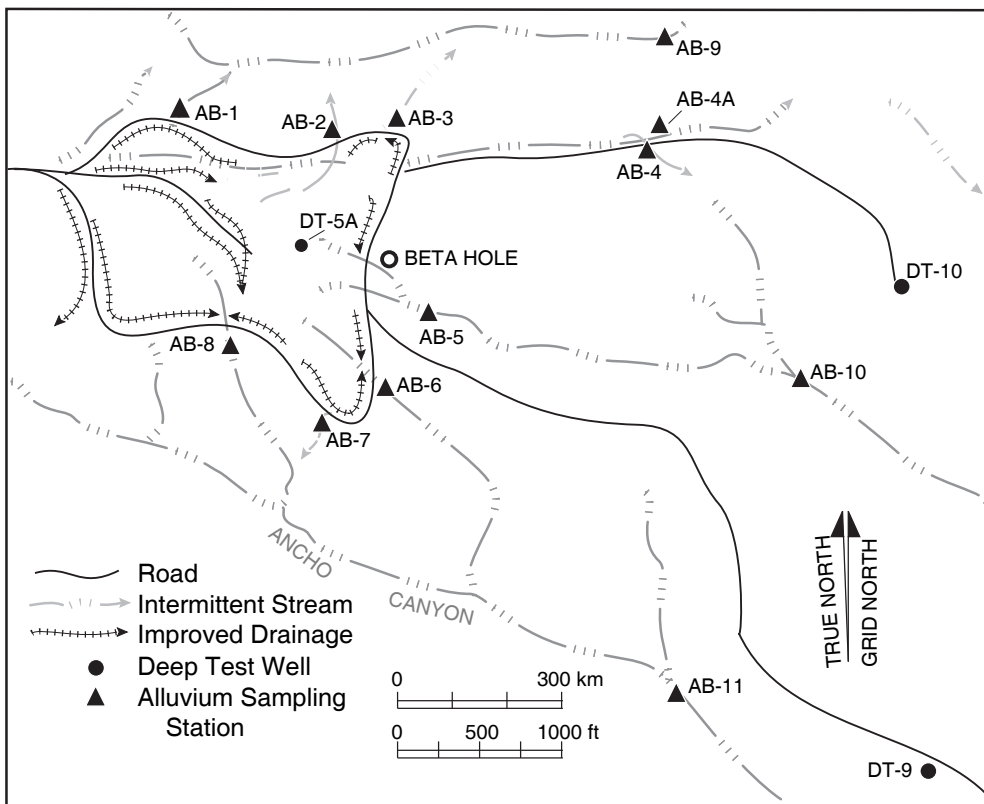 AB-9
AB-1
AB-2
AB-3
AB-4A
AB-4
DT-5A
BETA HOLE
DT-10
AB-5
AB-8
AB-6
AB-10
AB-7
ANCHO
CANYON
Road
Intermittent Stream
Improved Drainage
Deep Test Well
Alluvium Sampling
Station
0 300 km
0 500 1000 ft
TRUE NORTH
GRID NORTH
AB-11
DT-9